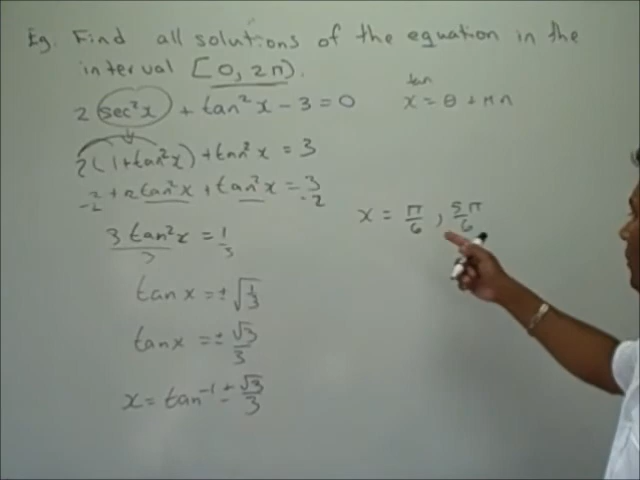 Eg. Find all solutions of the equation in the
interval [0, 2π).
2 sec²x + tan²x - 3 = 0
2(1+tan²x) + tan²x = 3
-2 +2 tan²x + tan²x = 3 -2
3 tan²x / 3 = 1/3
tan x = ± √(1/3)
tan x = ± √3/3
x = tan⁻¹ ± √3/3
tan
x = θ + πn
x = π/6 , 5π/6